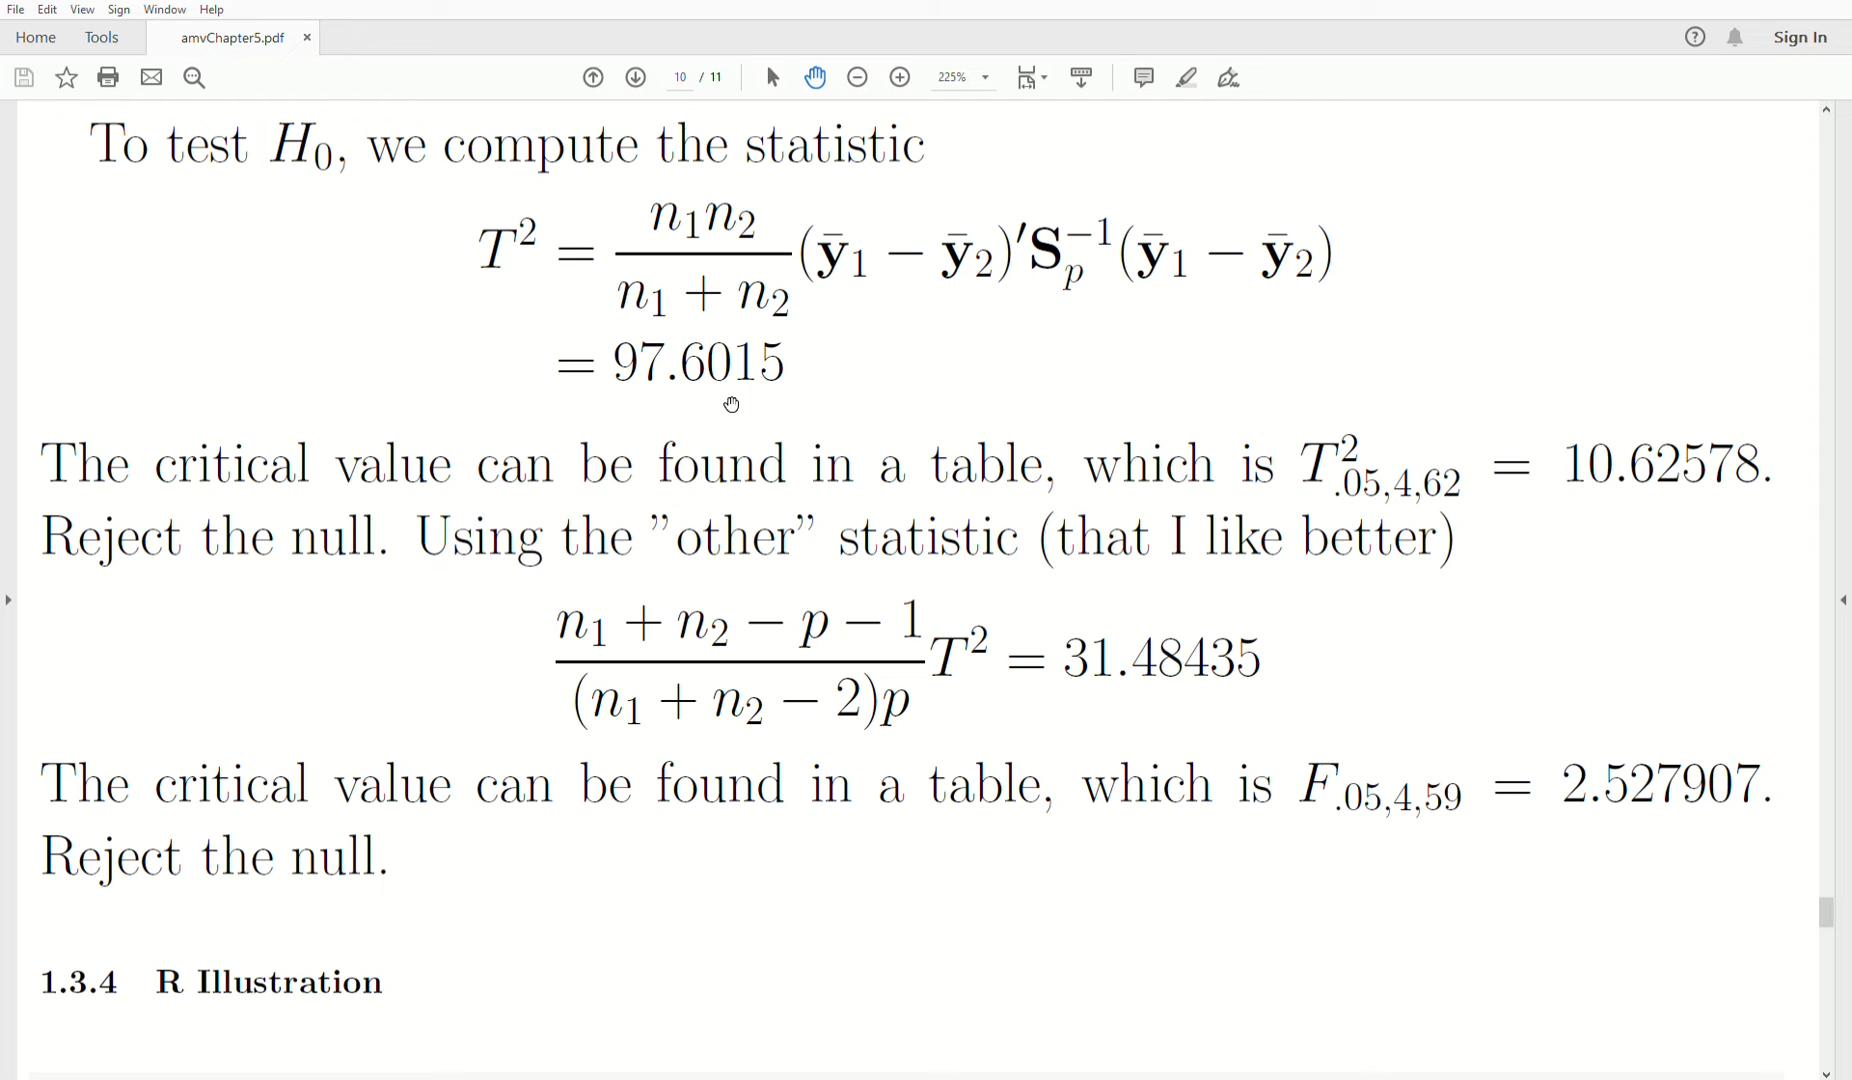 File Edit View Sign Window Help
Home Tools amvChapter5.pdf × Sign In
10 / 11 225%
To test H₀, we compute the statistic
T² = n₁n₂ / (n₁ + n₂) (ȳ₁ − ȳ₂)′S_p⁻¹(ȳ₁ − ȳ₂)
= 97.6015
The critical value can be found in a table, which is T²_.05,4,62 = 10.62578.
Reject the null. Using the ”other” statistic (that I like better)
n₁ + n₂ − p − 1 / (n₁ + n₂ − 2)p T² = 31.48435
The critical value can be found in a table, which is F_.05,4,59 = 2.527907.
Reject the null.
1.3.4 R Illustration